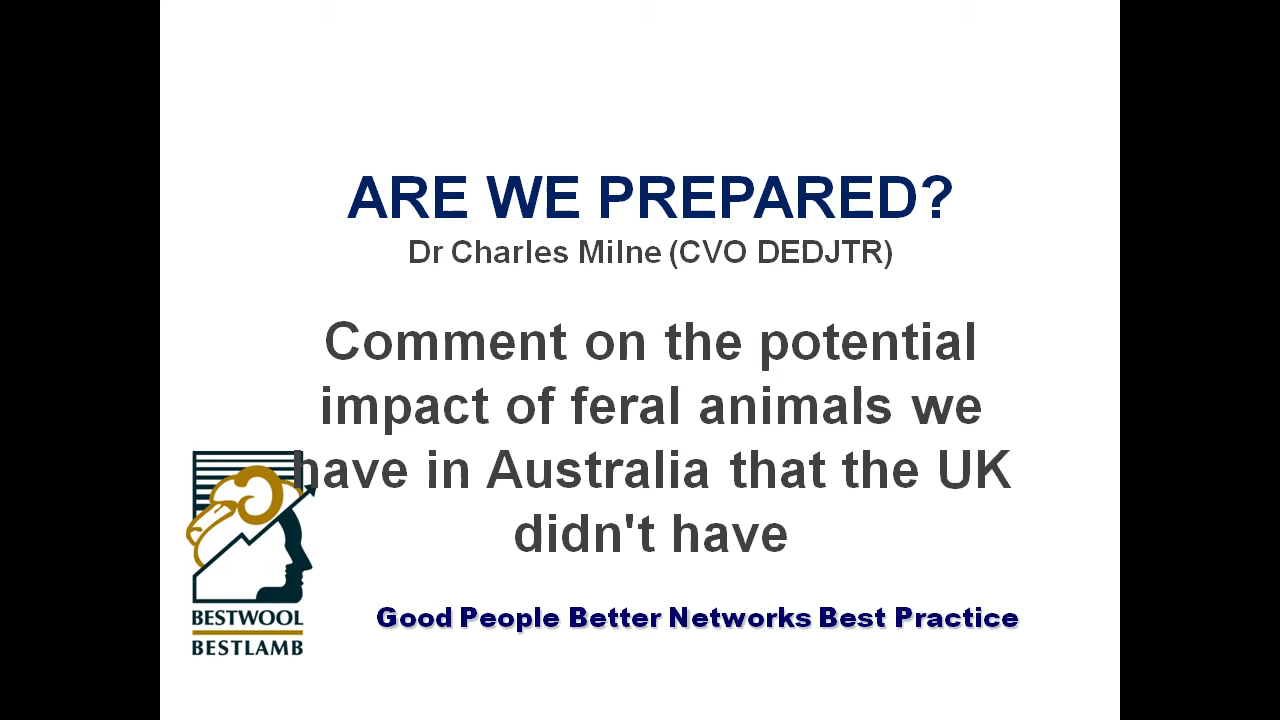 ARE WE PREPARED?
Dr Charles Milne (CVO DEDJTR)
Comment on the potential
impact of feral animals we
have in Australia that the UK
didn't have
BESTWOOL
BESTLAMB
Good People Better Networks Best Practice